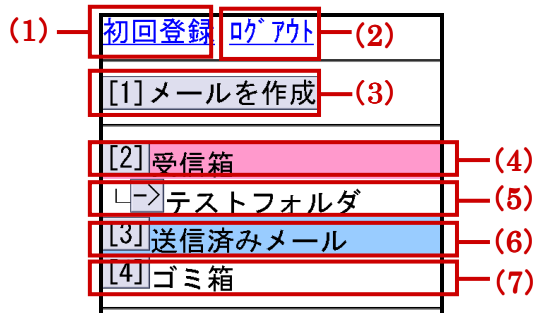 (1) 初回登録 ﾛｸﾞｱｳﾄ (2)
[1]メールを作成 (3)
[2]受信箱 (4)
└->テストフォルダ (5)
[3]送信済みメール (6)
[4]ゴミ箱 (7)